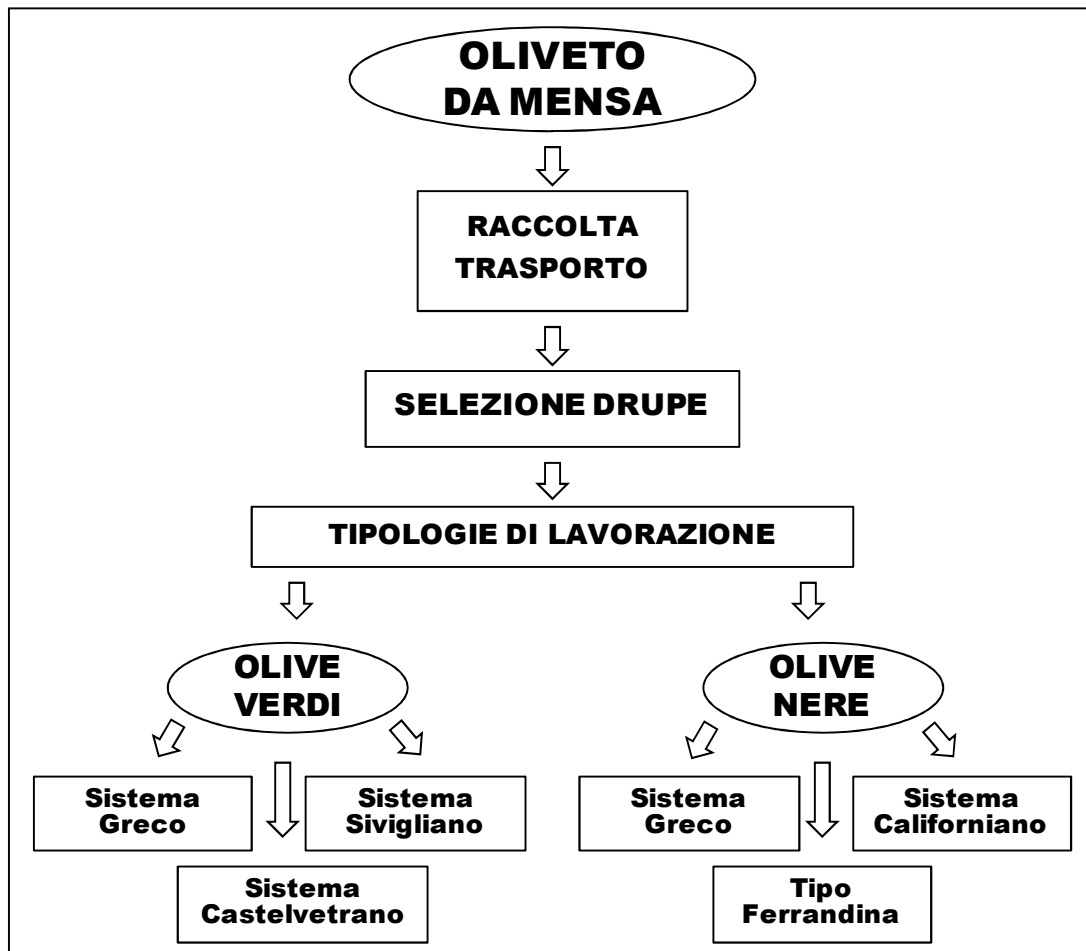 OLIVETO
DA MENSA
RACCOLTA
TRASPORTO
SELEZIONE DRUPE
TIPOLOGIE DI LAVORAZIONE
OLIVE
VERDI
OLIVE
NERE
Sistema
Greco
Sistema
Sivigliano
Sistema
Castelvetrano
Sistema
Greco
Sistema
Californiano
Tipo
Ferrandina